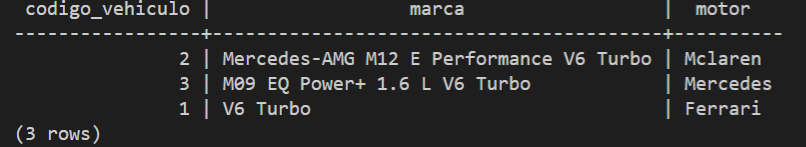 codigo_vehiculo |                   marca                   |  motor
-----------------+-------------------------------------------+----------
               2 | Mercedes-AMG M12 E Performance V6 Turbo | Mclaren
               3 | M09 EQ Power+ 1.6 L V6 Turbo            | Mercedes
               1 | V6 Turbo                                | Ferrari
(3 rows)